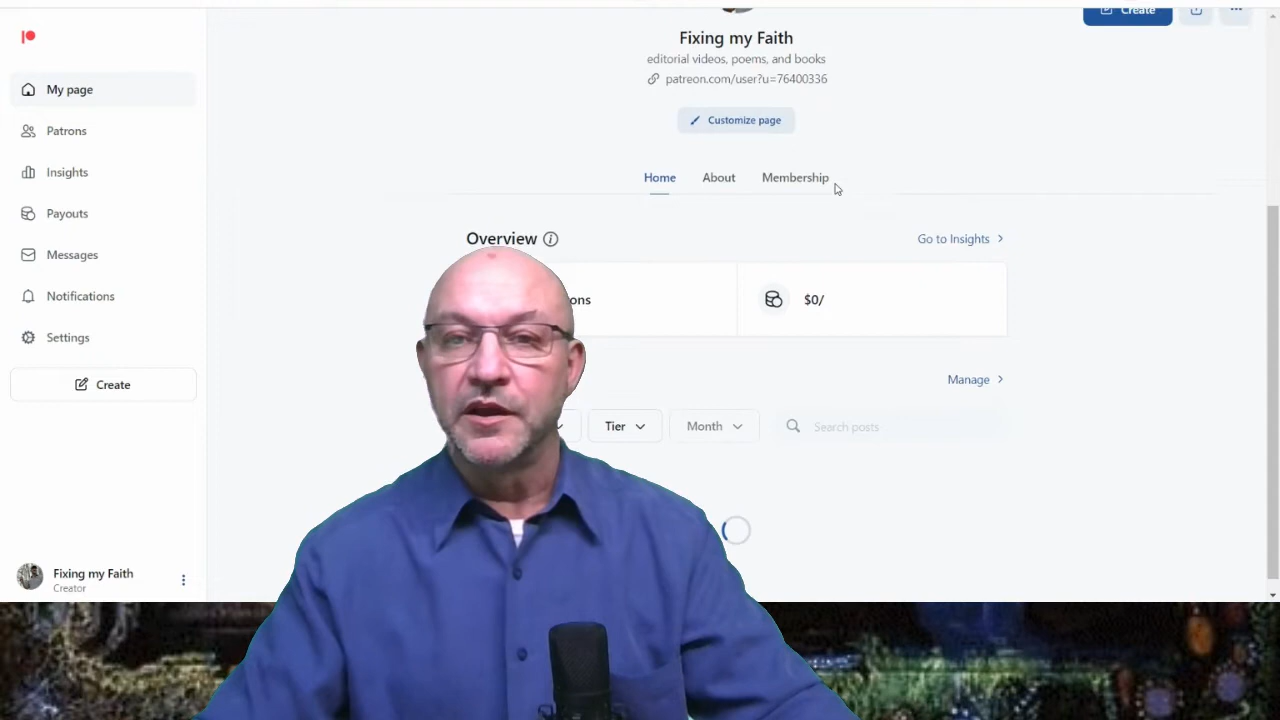 Create
Fixing my Faith
editorial videos, poems, and books
patreon.com/user?u=76400336
Customize page
Home About Membership
My page
Patrons
Insights
Payouts
Messages
Notifications
Settings
Create
Overview
Go to Insights
ons
$0/
Manage
Tier Month Search posts
Fixing my Faith
Creator